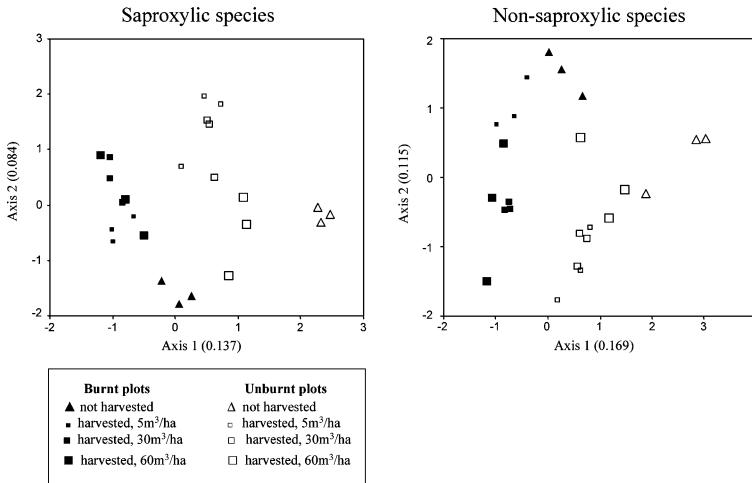 Saproxylic species
Non-saproxylic species
3
2
1
0
-1
-2
Axis 2 (0.084)
-2
-1
0
1
2
3
Axis 1 (0.137)
2
1
0
-1
-2
Axis 2 (0.115)
-2
-1
0
1
2
3
Axis 1 (0.169)
Burnt plots
Unburnt plots
not harvested
not harvested
harvested, 5m³/ha
harvested, 5m³/ha
harvested, 30m³/ha
harvested, 30m³/ha
harvested, 60m³/ha
harvested, 60m³/ha